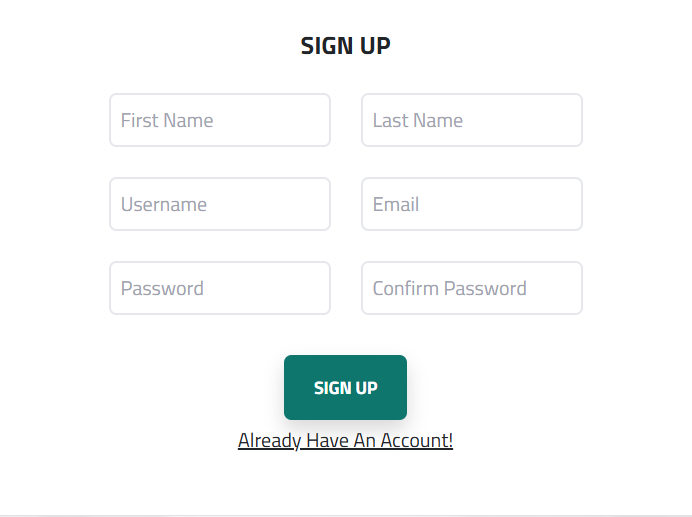 SIGN UP
First Name Last Name
Username Email
Password Confirm Password
SIGN UP
Already Have An Account!